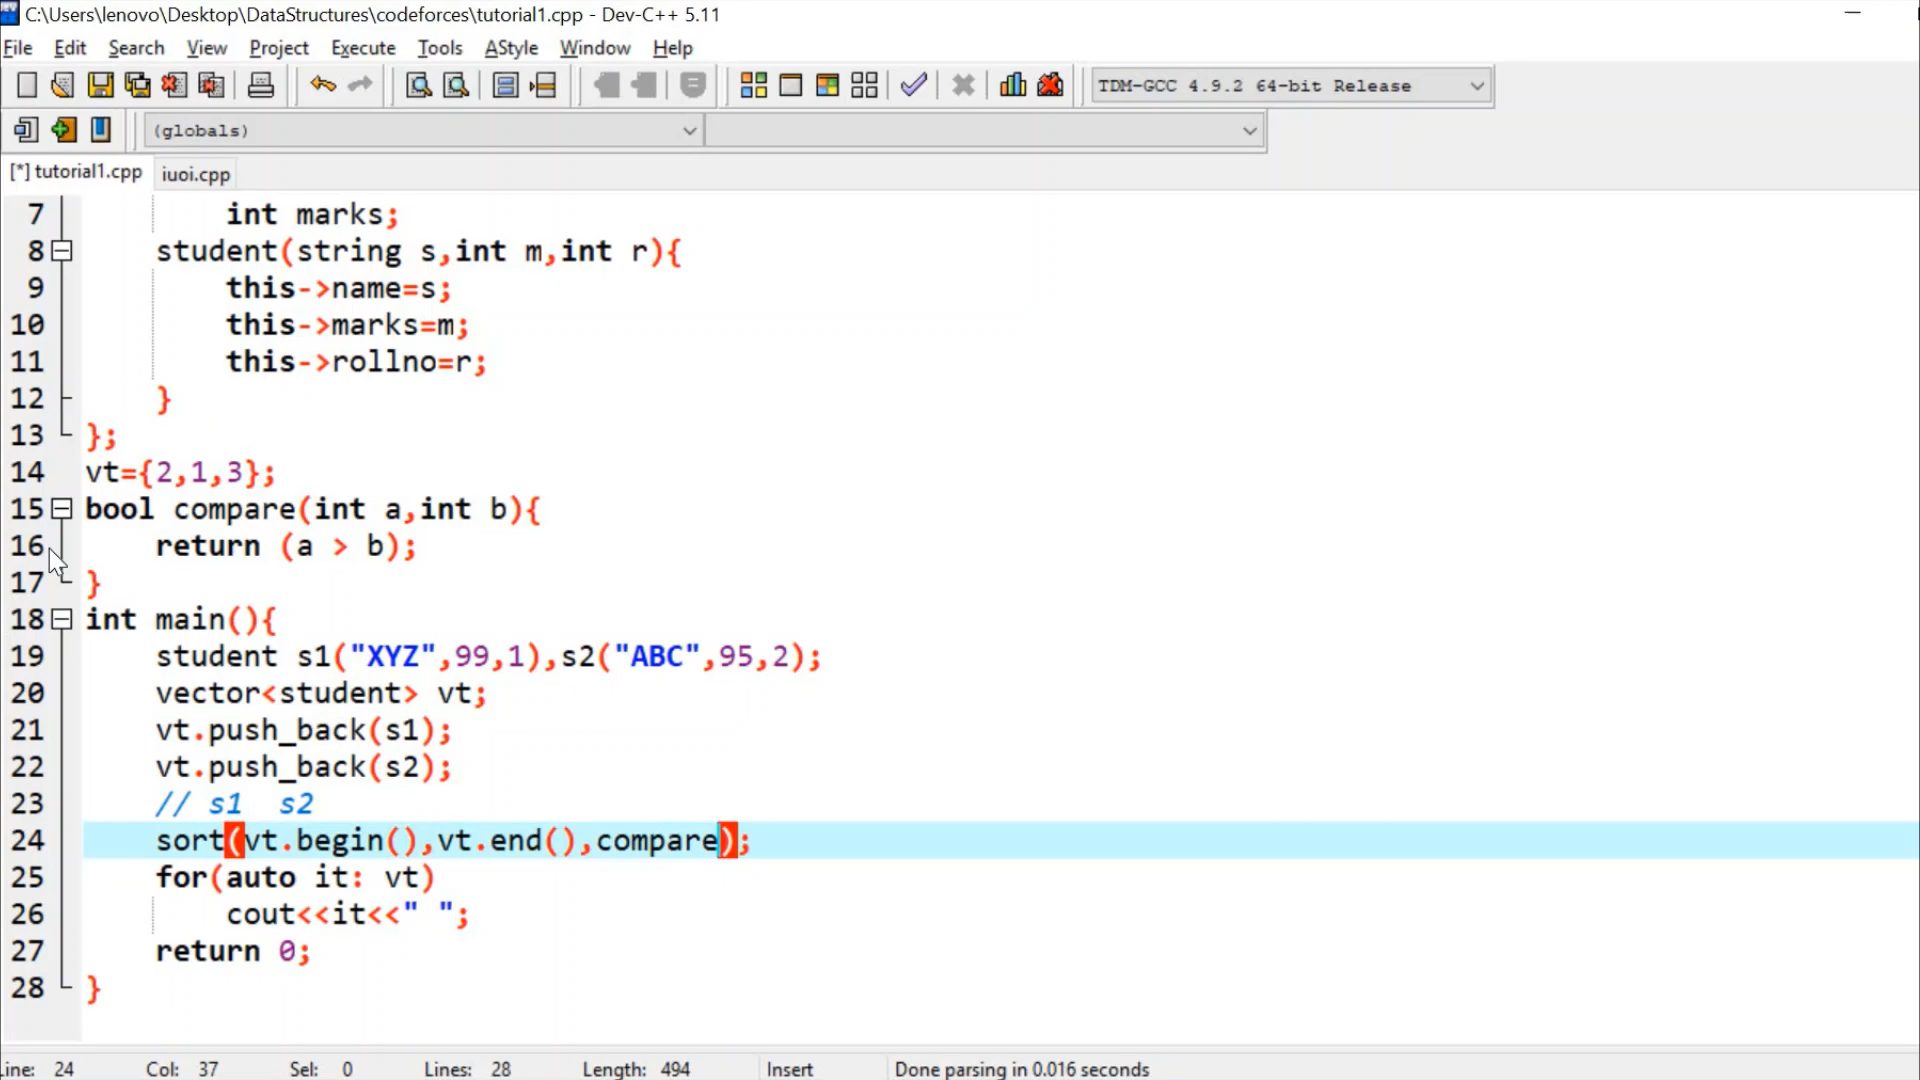 C:\Users\lenovo\Desktop\DataStructures\codeforces\tutorial1.cpp - Dev-C++ 5.11
File Edit Search View Project Execute Tools AStyle Window Help
TDM-GCC 4.9.2 64-bit Release
(globals)
[*] tutorial1.cpp iuoi.cpp
7 int marks;
8 student(string s,int m,int r){
9 this->name=s;
10 this->marks=m;
11 this->rollno=r;
12 }
13 };
14 vt={2,1,3};
15 bool compare(int a,int b){
16 return (a > b);
17 }
18 int main(){
19 student s1("XYZ",99,1),s2("ABC",95,2);
20 vector<student> vt;
21 vt.push_back(s1);
22 vt.push_back(s2);
23 // s1 s2
24 sort(vt.begin(),vt.end(),compare);
25 for(auto it: vt)
26 cout<<it<<" ";
27 return 0;
28 }
ine: 24 Col: 37 Sel: 0 Lines: 28 Length: 494 Insert Done parsing in 0.016 seconds